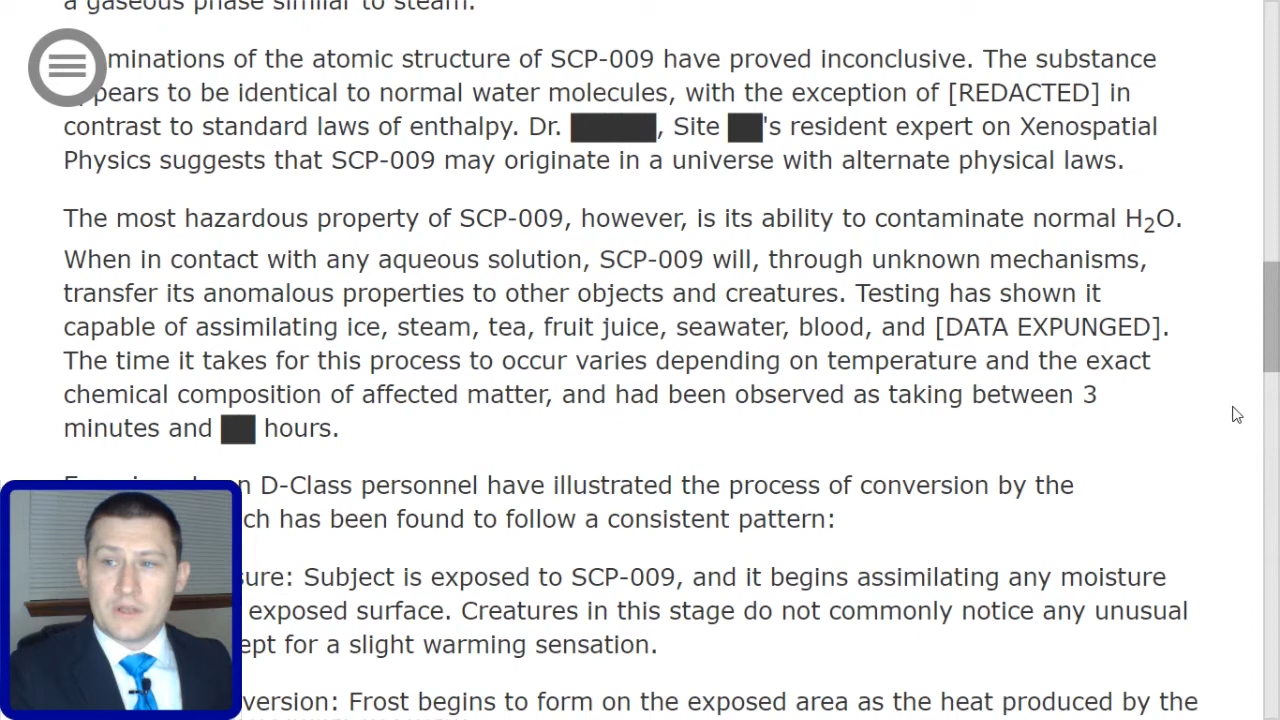 a gaseous phase similar to steam.
minations of the atomic structure of SCP-009 have proved inconclusive. The substance
pears to be identical to normal water molecules, with the exception of [REDACTED] in
contrast to standard laws of enthalpy. Dr. █████, Site ██'s resident expert on Xenospatial
Physics suggests that SCP-009 may originate in a universe with alternate physical laws.
The most hazardous property of SCP-009, however, is its ability to contaminate normal H₂O.
When in contact with any aqueous solution, SCP-009 will, through unknown mechanisms,
transfer its anomalous properties to other objects and creatures. Testing has shown it
capable of assimilating ice, steam, tea, fruit juice, seawater, blood, and [DATA EXPUNGED].
The time it takes for this process to occur varies depending on temperature and the exact
chemical composition of affected matter, and had been observed as taking between 3
minutes and ██ hours.
D-Class personnel have illustrated the process of conversion by the
ch has been found to follow a consistent pattern:
sure: Subject is exposed to SCP-009, and it begins assimilating any moisture
exposed surface. Creatures in this stage do not commonly notice any unusual
ept for a slight warming sensation.
version: Frost begins to form on the exposed area as the heat produced by the